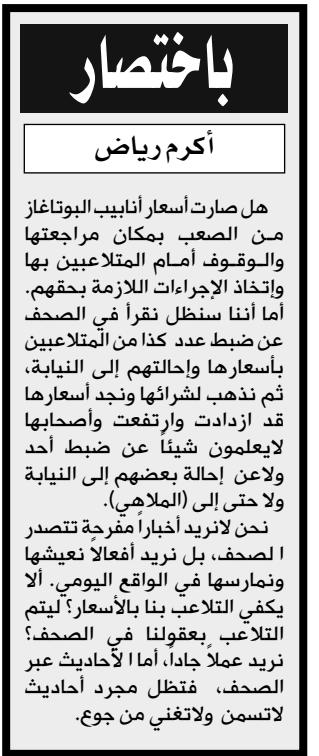 باختصار
أكرم رياض
هل صارت أسعار أنابيب البوتاغاز
من الصعب بمكان مراجعتها
والوقوف أمام المتلاعبين بها
وإتخاذ الإجراءات اللازمة بحقهم.
أما أننا سنظل نقرأ في الصحف
عن ضبط عدد كذا من المتلاعبين
بأسعارها وإحالتهم إلى النيابة،
ثم نذهب لشرائها ونجد أسعارها
قد ازدادت وارتفعت وأصحابها
لايعلمون شيئاً عن ضبط أحد
ولاعن إحالة بعضهم إلى النيابة
ولا حتى إلى (الملاهي).
نحن لانريد أخباراً مفرحة تتصدر
ا لصحف، بل نريد أفعالاً نعيشها
ونمارسها في الواقع اليومي. ألا
يكفي التلاعب بنا بالأسعار؟ ليتم
التلاعب بعقولنا في الصحف؟
نريد عملاً جاداً، أما ا لأحاديث عبر
الصحف، فتظل مجرد أحاديث
لاتسمن ولاتغني من جوع.